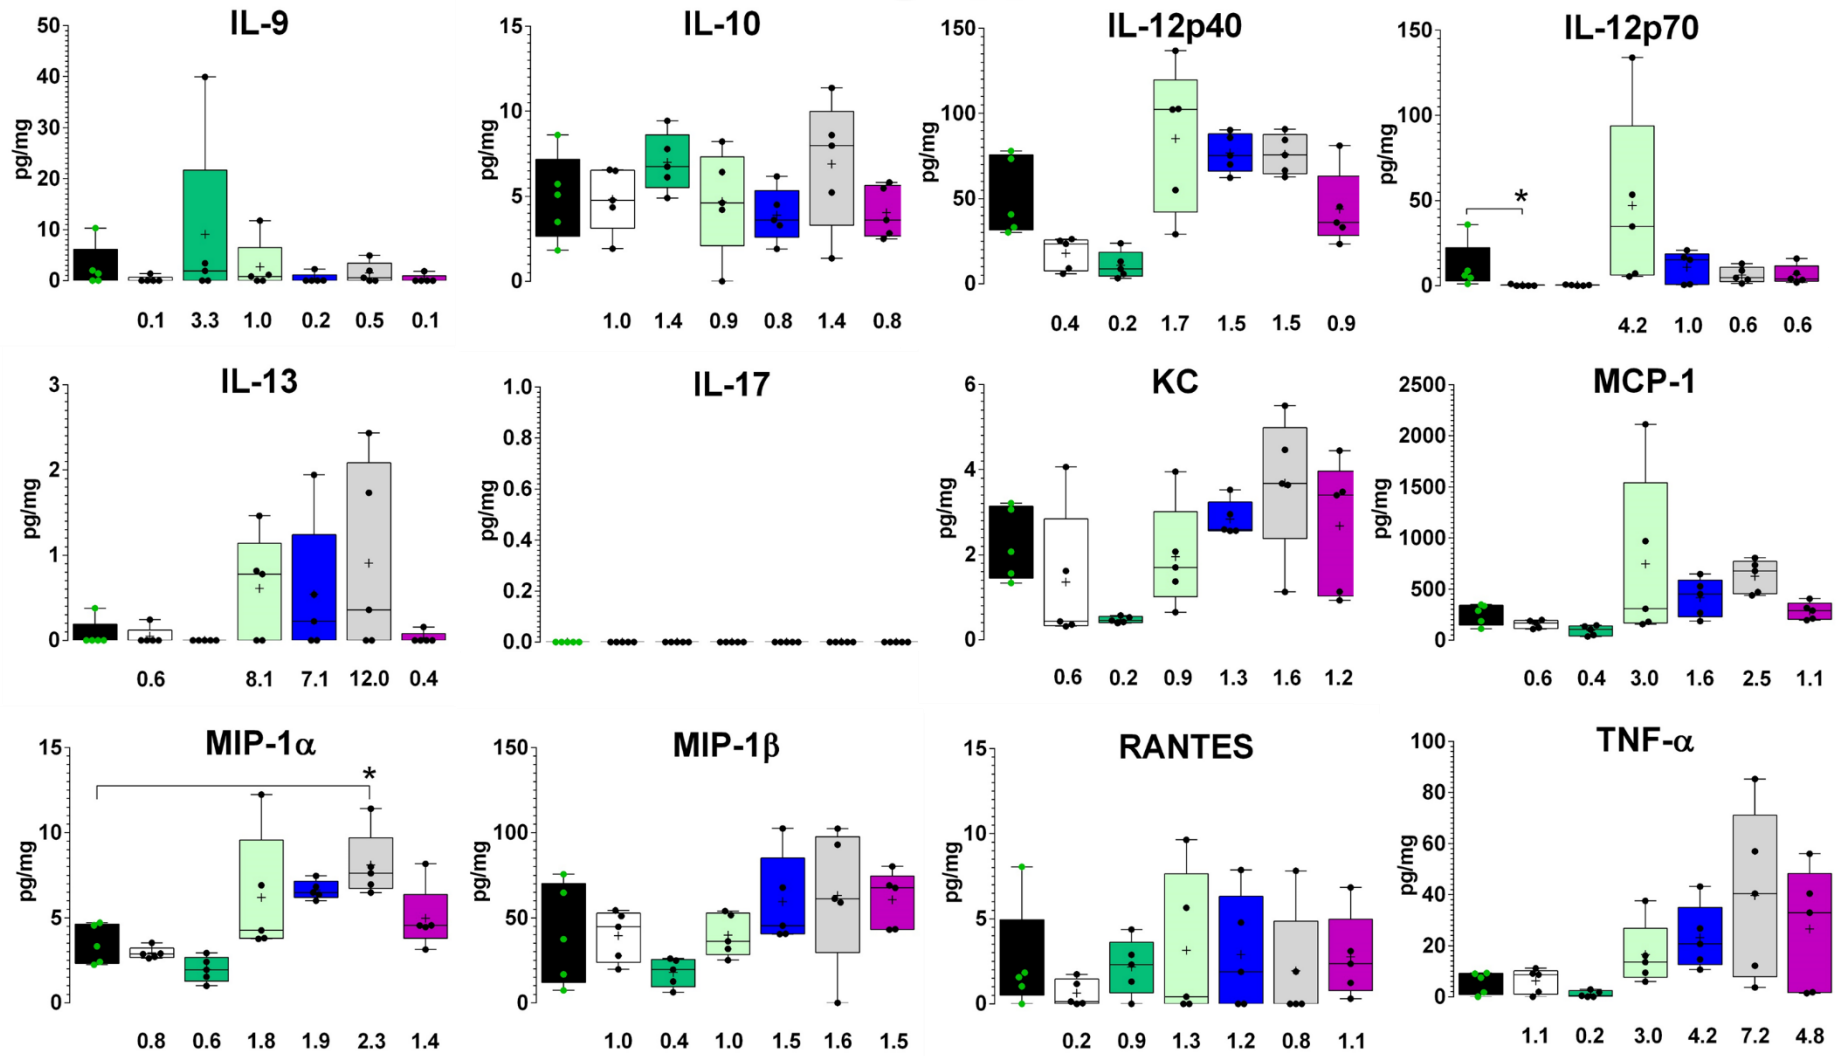 IL-9
50
40
30
20
10
0
pg/mg
0.1 3.3 1.0 0.2 0.5 0.1
IL-10
15
10
5
0
pg/mg
1.0 1.4 0.9 0.8 1.4 0.8
IL-12p40
150
100
50
0
pg/mg
0.4 0.2 1.7 1.5 1.5 0.9
IL-12p70
150
100
50
0
pg/mg
*
4.2 1.0 0.6 0.6
IL-13
3
2
1
0
pg/mg
0.6 8.1 7.1 12.0 0.4
IL-17
1.0
0.8
0.6
0.4
0.2
0.0
pg/mg
KC
6
4
2
0
pg/mg
0.6 0.2 0.9 1.3 1.6 1.2
MCP-1
2500
2000
1500
1000
500
0
pg/mg
0.6 0.4 3.0 1.6 2.5 1.1
MIP-1α
15
10
5
0
pg/mg
*
0.8 0.6 1.8 1.9 2.3 1.4
MIP-1β
150
100
50
0
pg/mg
1.0 0.4 1.0 1.5 1.6 1.5
RANTES
15
10
5
0
pg/mg
0.2 0.9 1.3 1.2 0.8 1.1
TNF-α
100
80
60
40
20
0
pg/mg
1.1 0.2 3.0 4.2 7.2 4.8